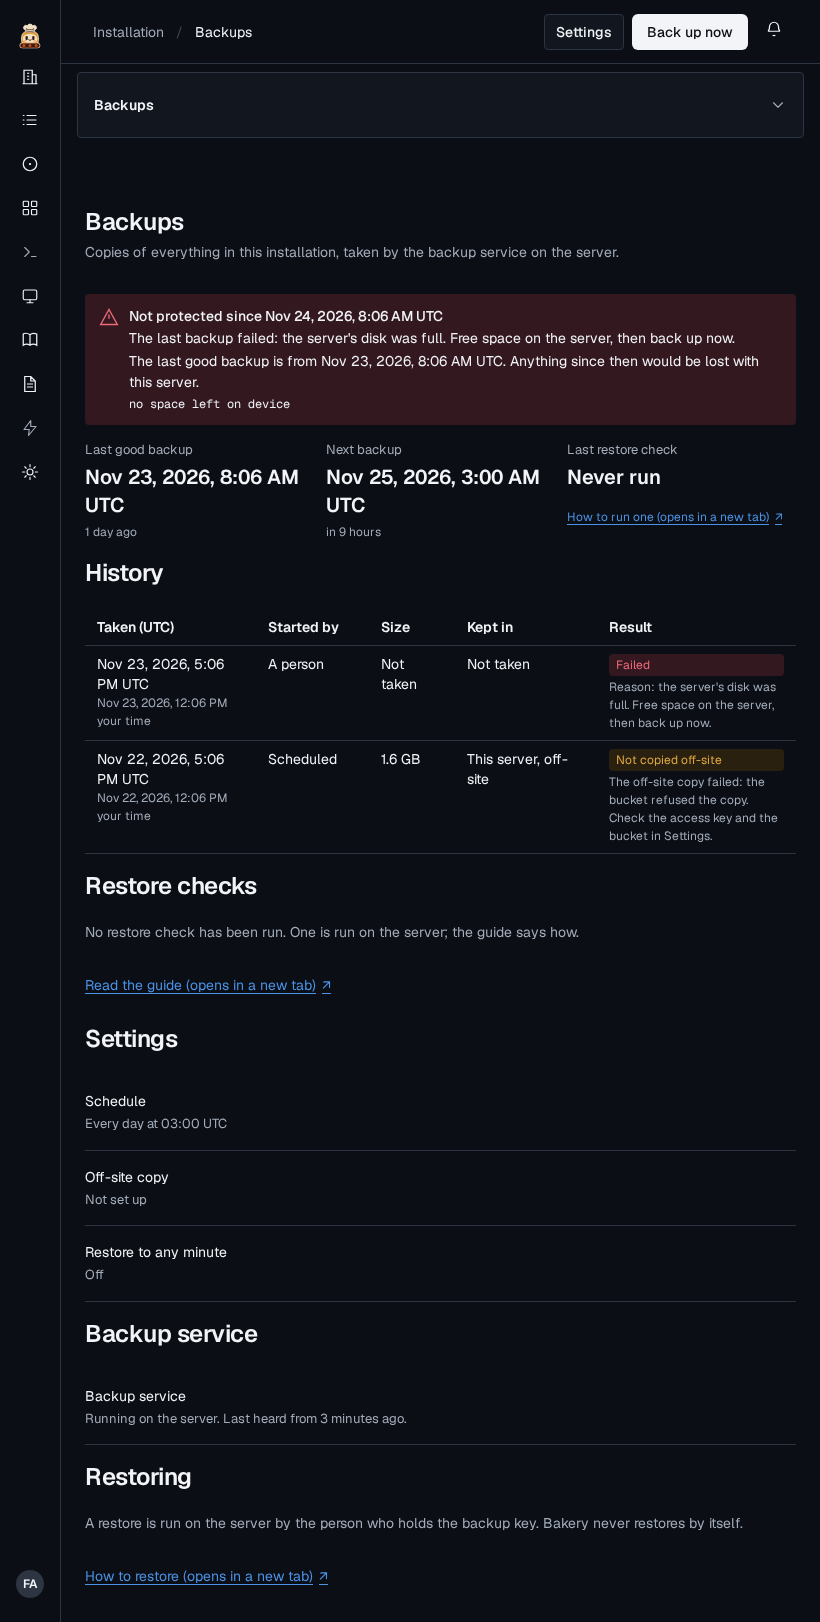 Installation / Backups
Settings
Back up now
Backups
Backups
Copies of everything in this installation, taken by the backup service on the server.
Not protected since Nov 24, 2026, 8:06 AM UTC
The last backup failed: the server's disk was full. Free space on the server, then back up now.
The last good backup is from Nov 23, 2026, 8:06 AM UTC. Anything since then would be lost with
this server.
no space left on device
Last good backup
Nov 23, 2026, 8:06 AM
UTC
1 day ago
Next backup
Nov 25, 2026, 3:00 AM
UTC
in 9 hours
Last restore check
Never run
How to run one (opens in a new tab) ↗
History
Taken (UTC) Started by Size Kept in Result
Nov 23, 2026, 5:06
PM UTC
Nov 23, 2026, 12:06 PM
your time
A person
Not
taken
Not taken
Failed
Reason: the server's disk was
full. Free space on the server,
then back up now.
Nov 22, 2026, 5:06
PM UTC
Nov 22, 2026, 12:06 PM
your time
Scheduled
1.6 GB
This server, off-
site
Not copied off-site
The off-site copy failed: the
bucket refused the copy.
Check the access key and the
bucket in Settings.
Restore checks
No restore check has been run. One is run on the server; the guide says how.
Read the guide (opens in a new tab) ↗
Settings
Schedule
Every day at 03:00 UTC
Off-site copy
Not set up
Restore to any minute
Off
Backup service
Backup service
Running on the server. Last heard from 3 minutes ago.
Restoring
A restore is run on the server by the person who holds the backup key. Bakery never restores by itself.
How to restore (opens in a new tab) ↗
FA